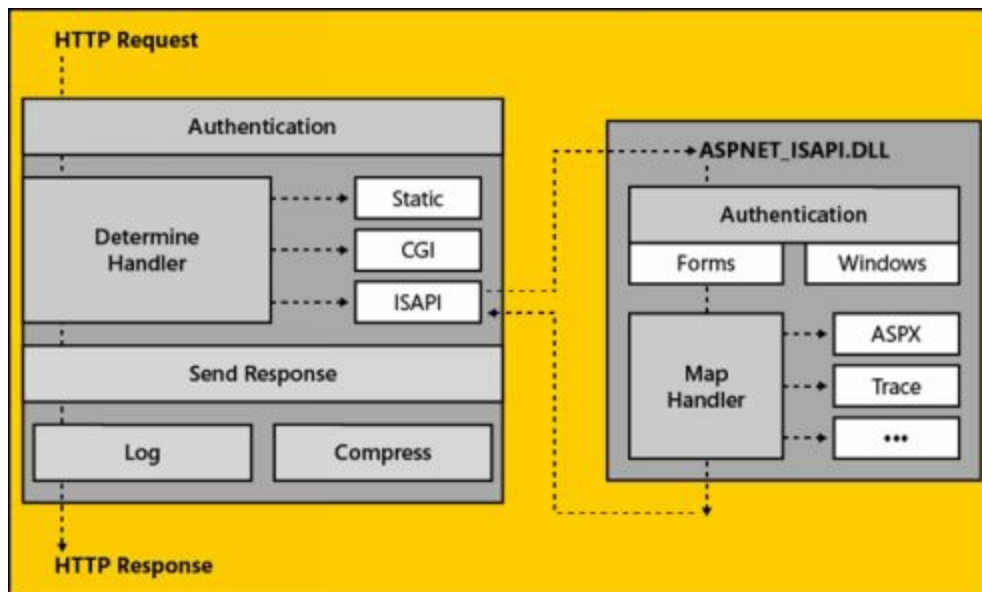 HTTP Request
Authentication
Determine
Handler
Static
CGI
ISAPI
Send Response
Log
Compress
HTTP Response
ASPNET_ISAPI.DLL
Authentication
Forms
Windows
Map
Handler
ASPX
Trace
•••